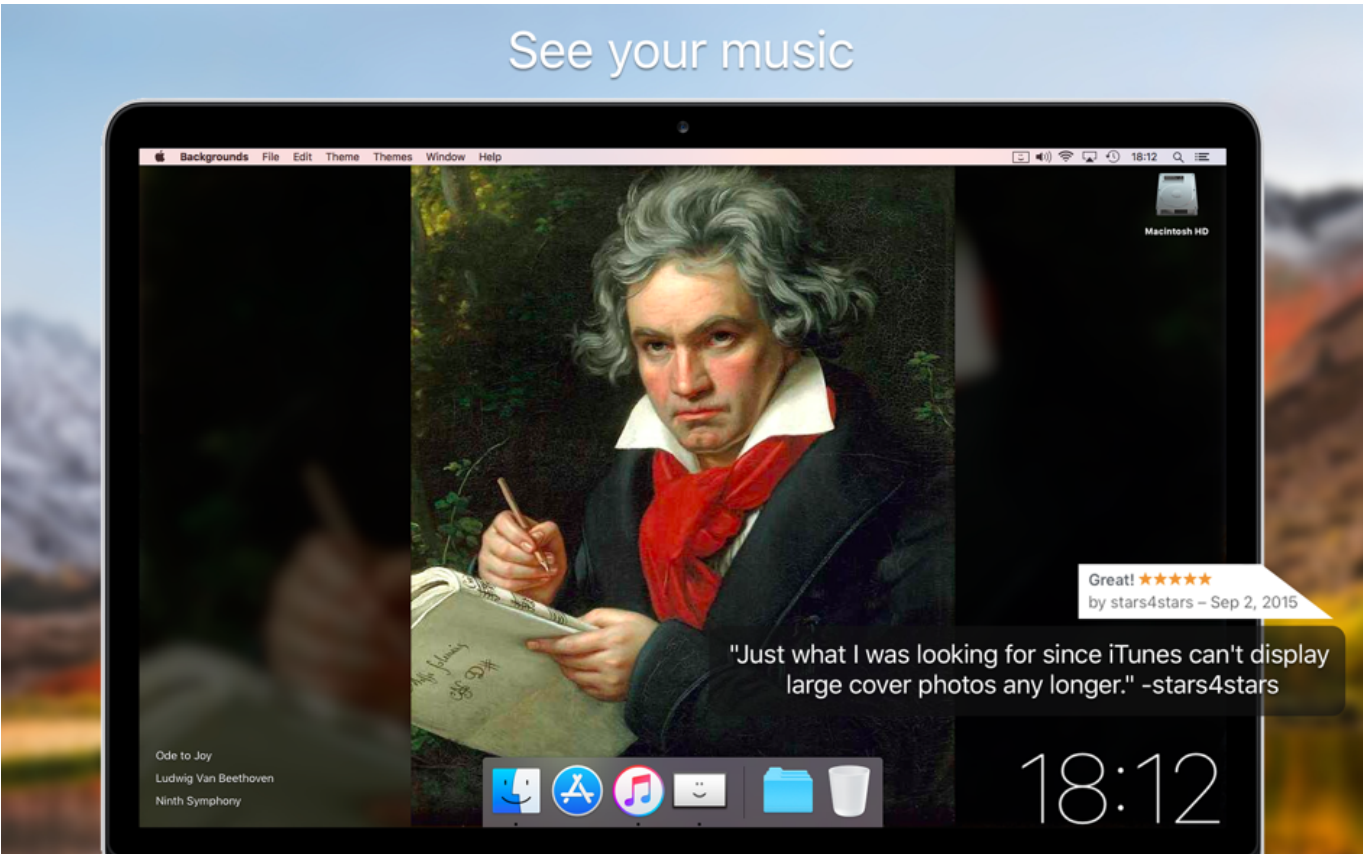 See your music
Backgrounds File Edit Theme Themes Window Help 18:12
Macintosh HD
Great! ★★★★★
by stars4stars – Sep 2, 2015
"Just what I was looking for since iTunes can't display
large cover photos any longer." -stars4stars
Ode to Joy
Ludwig Van Beethoven
Ninth Symphony
18:12